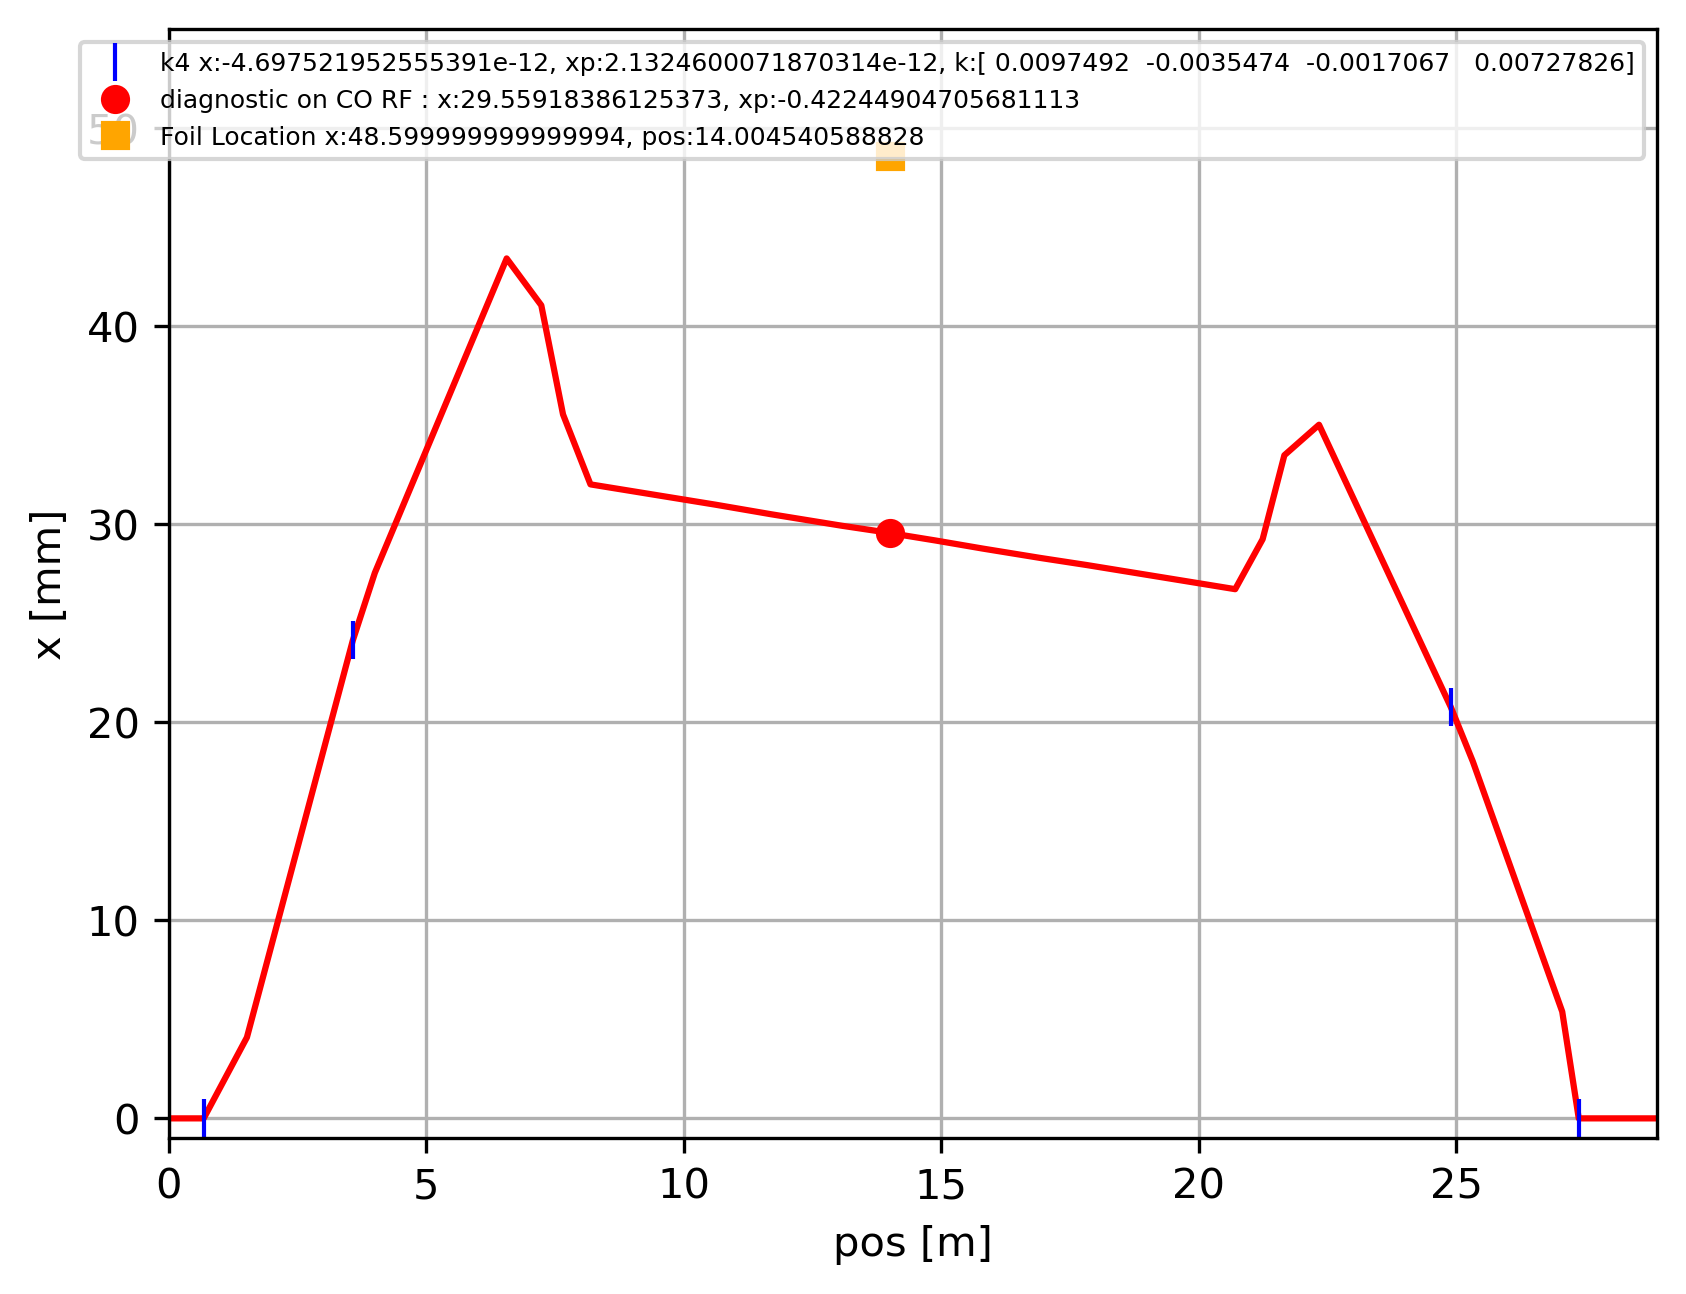 k4 x:-4.697521952555391e-12, xp:2.1324600071870314e-12, k:[ 0.0097492  -0.0035474  -0.0017067   0.00727826]
diagnostic on CO RF : x:29.55918386125373, xp:-0.42244904705681113
Foil Location x:48.599999999999994, pos:14.004540588828
50
40
30
20
10
0
x [mm]
0 5 10 15 20 25
pos [m]